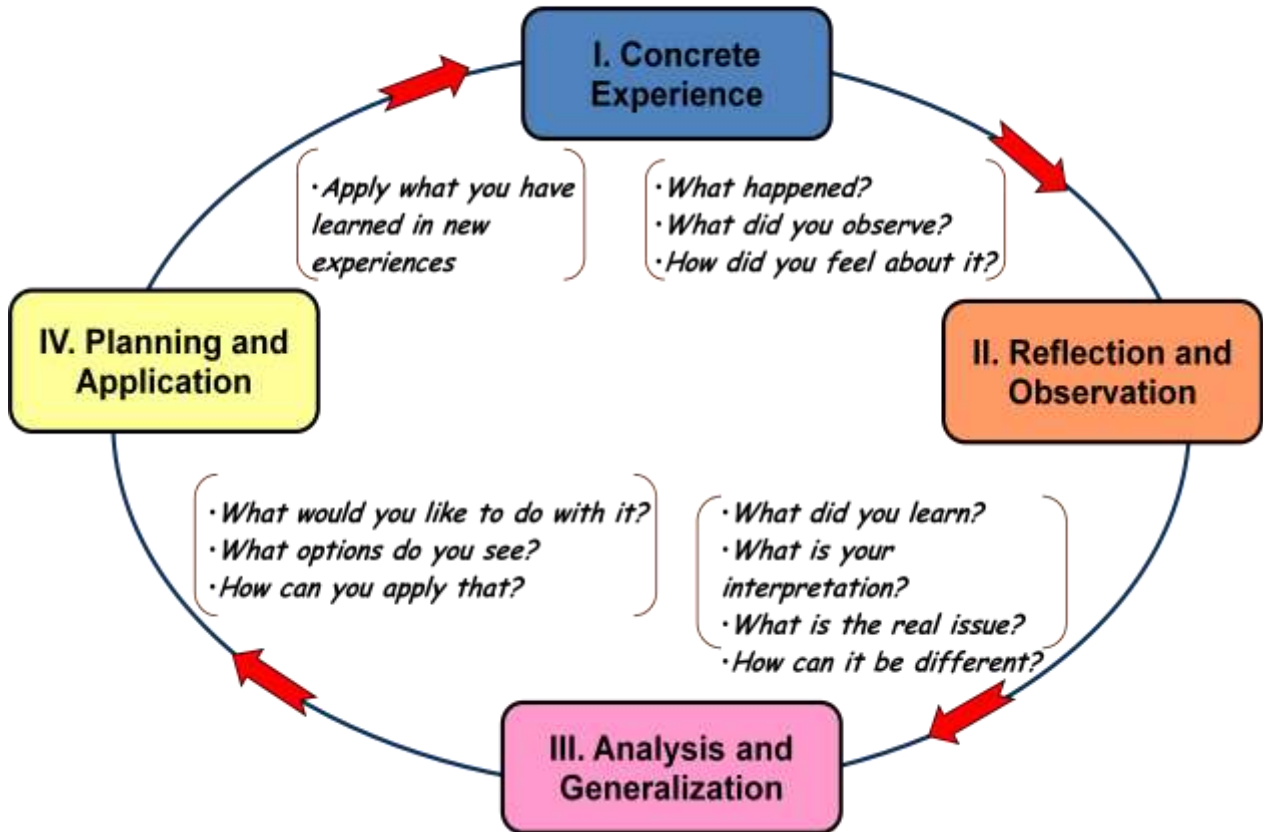 I. Concrete
Experience
·Apply what you have
learned in new
experiences
·What happened?
·What did you observe?
·How did you feel about it?
IV. Planning and
Application
II. Reflection and
Observation
·What would you like to do with it?
·What options do you see?
·How can you apply that?
·What did you learn?
·What is your
interpretation?
·What is the real issue?
·How can it be different?
III. Analysis and
Generalization